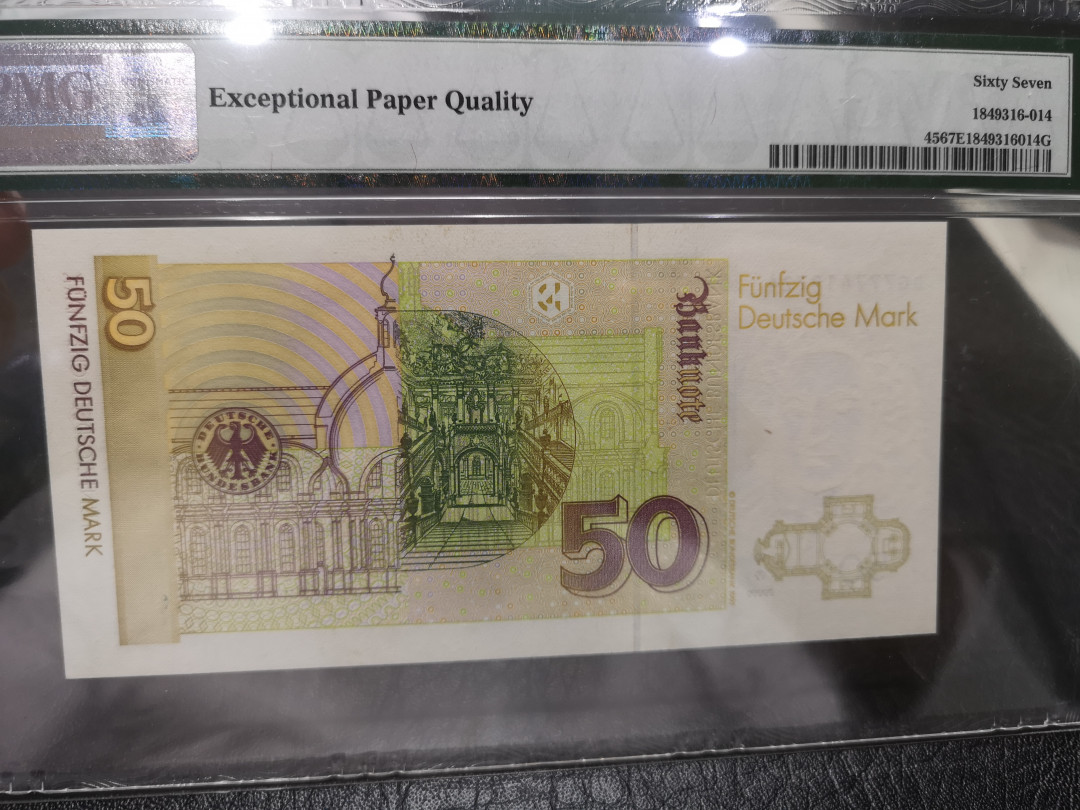 PMG
Exceptional Paper Quality
Sixty Seven
1849316-014
4567E1849316014G
50
FÜNFZIG DEUTSCHE MARK
DEUTSCHE
BUNDESBANK
Banknote
Fünfzig
Deutsche Mark
50